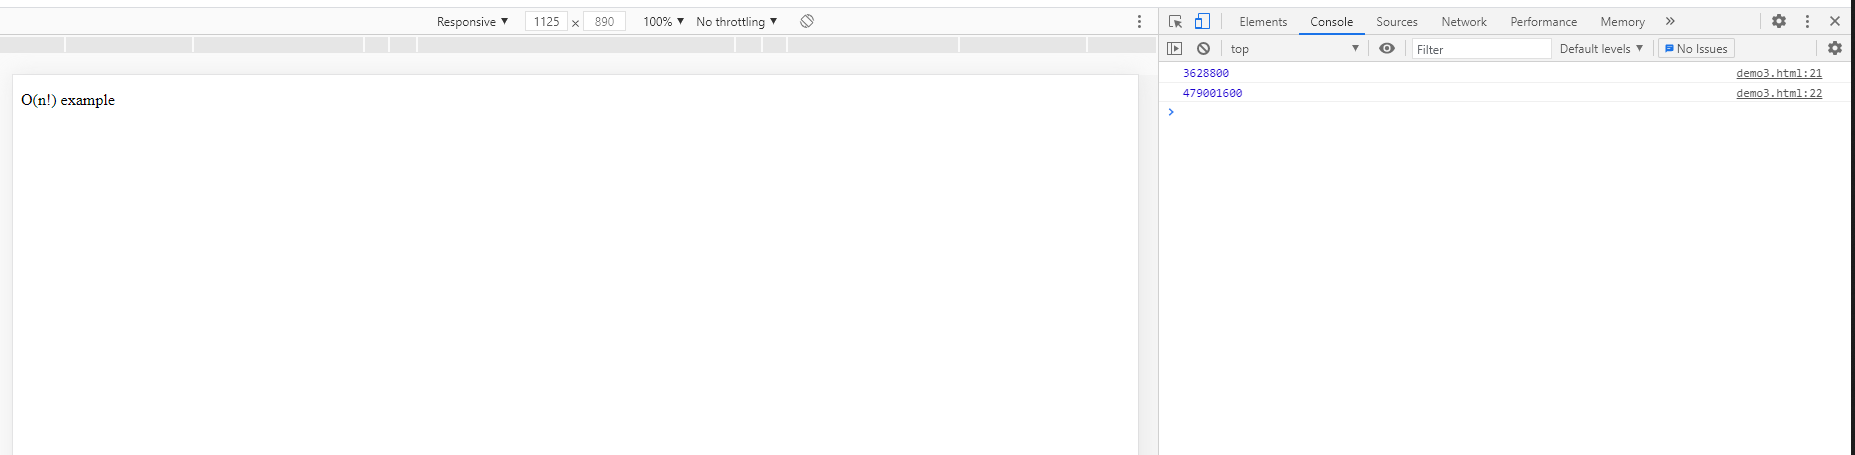 Responsive ▼ 1125 × 890 100% ▼ No throttling ▼
Elements Console Sources Network Performance Memory »
top ▼ Filter Default levels ▼ No Issues
O(n!) example
3628800 demo3.html:21
479001600 demo3.html:22